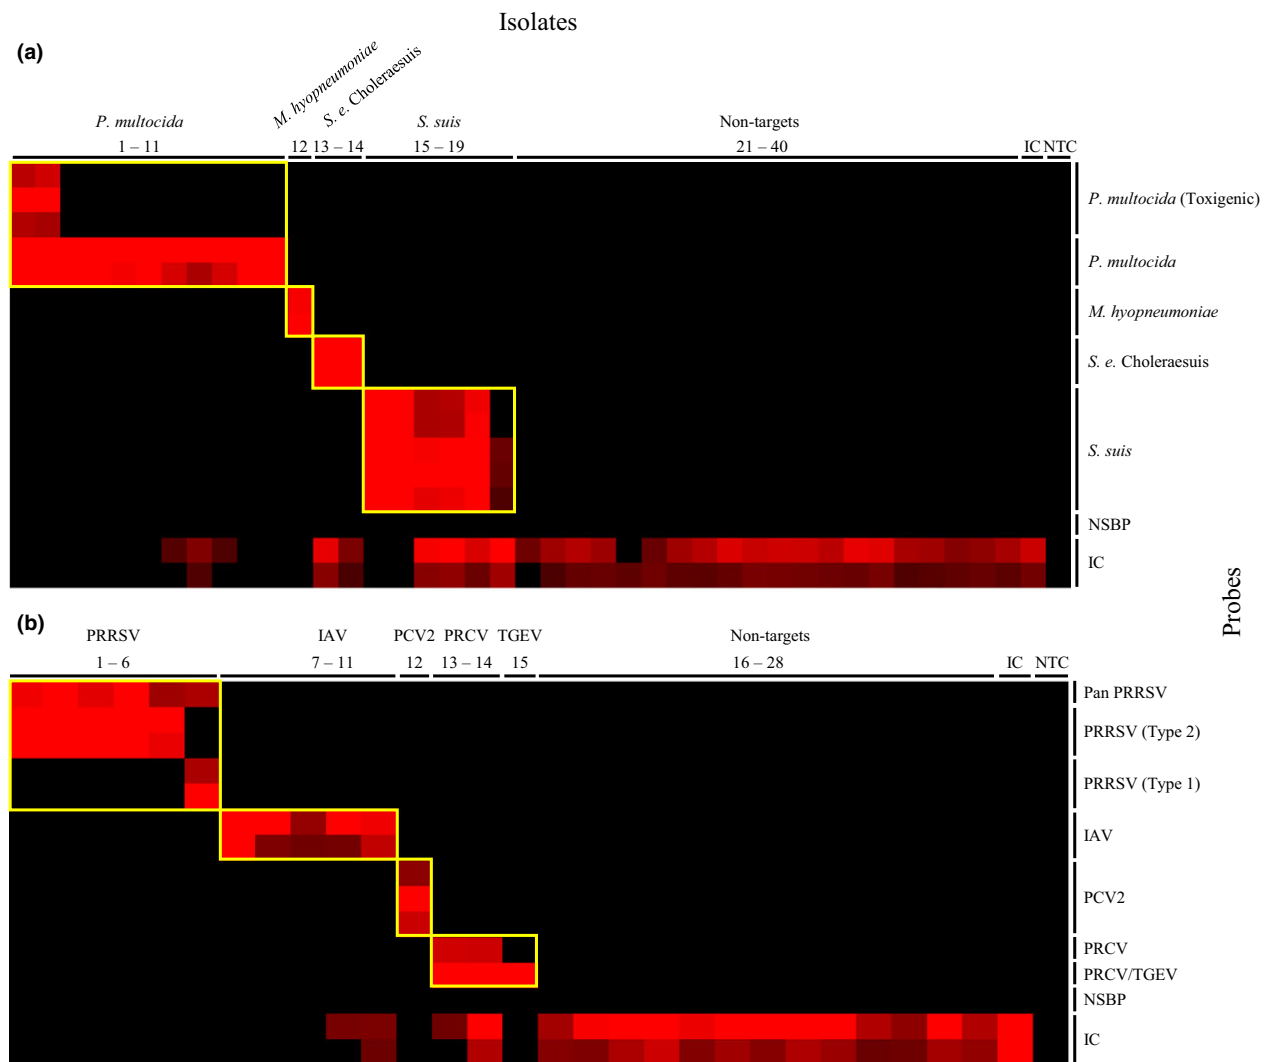 Isolates
(a)
M. hyopneumoniae
S. e. Choleraesuis
P. multocida
S. suis
Non-targets
1 – 11
12
13 – 14
15 – 19
21 – 40
IC
NTC
P. multocida (Toxigenic)
P. multocida
M. hyopneumoniae
S. e. Choleraesuis
S. suis
NSBP
IC
Probes
(b)
PRRSV
IAV
PCV2
PRCV
TGEV
Non-targets
1 – 6
7 – 11
12
13 – 14
15
16 – 28
IC
NTC
Pan PRRSV
PRRSV (Type 2)
PRRSV (Type 1)
IAV
PCV2
PRCV
PRCV/TGEV
NSBP
IC